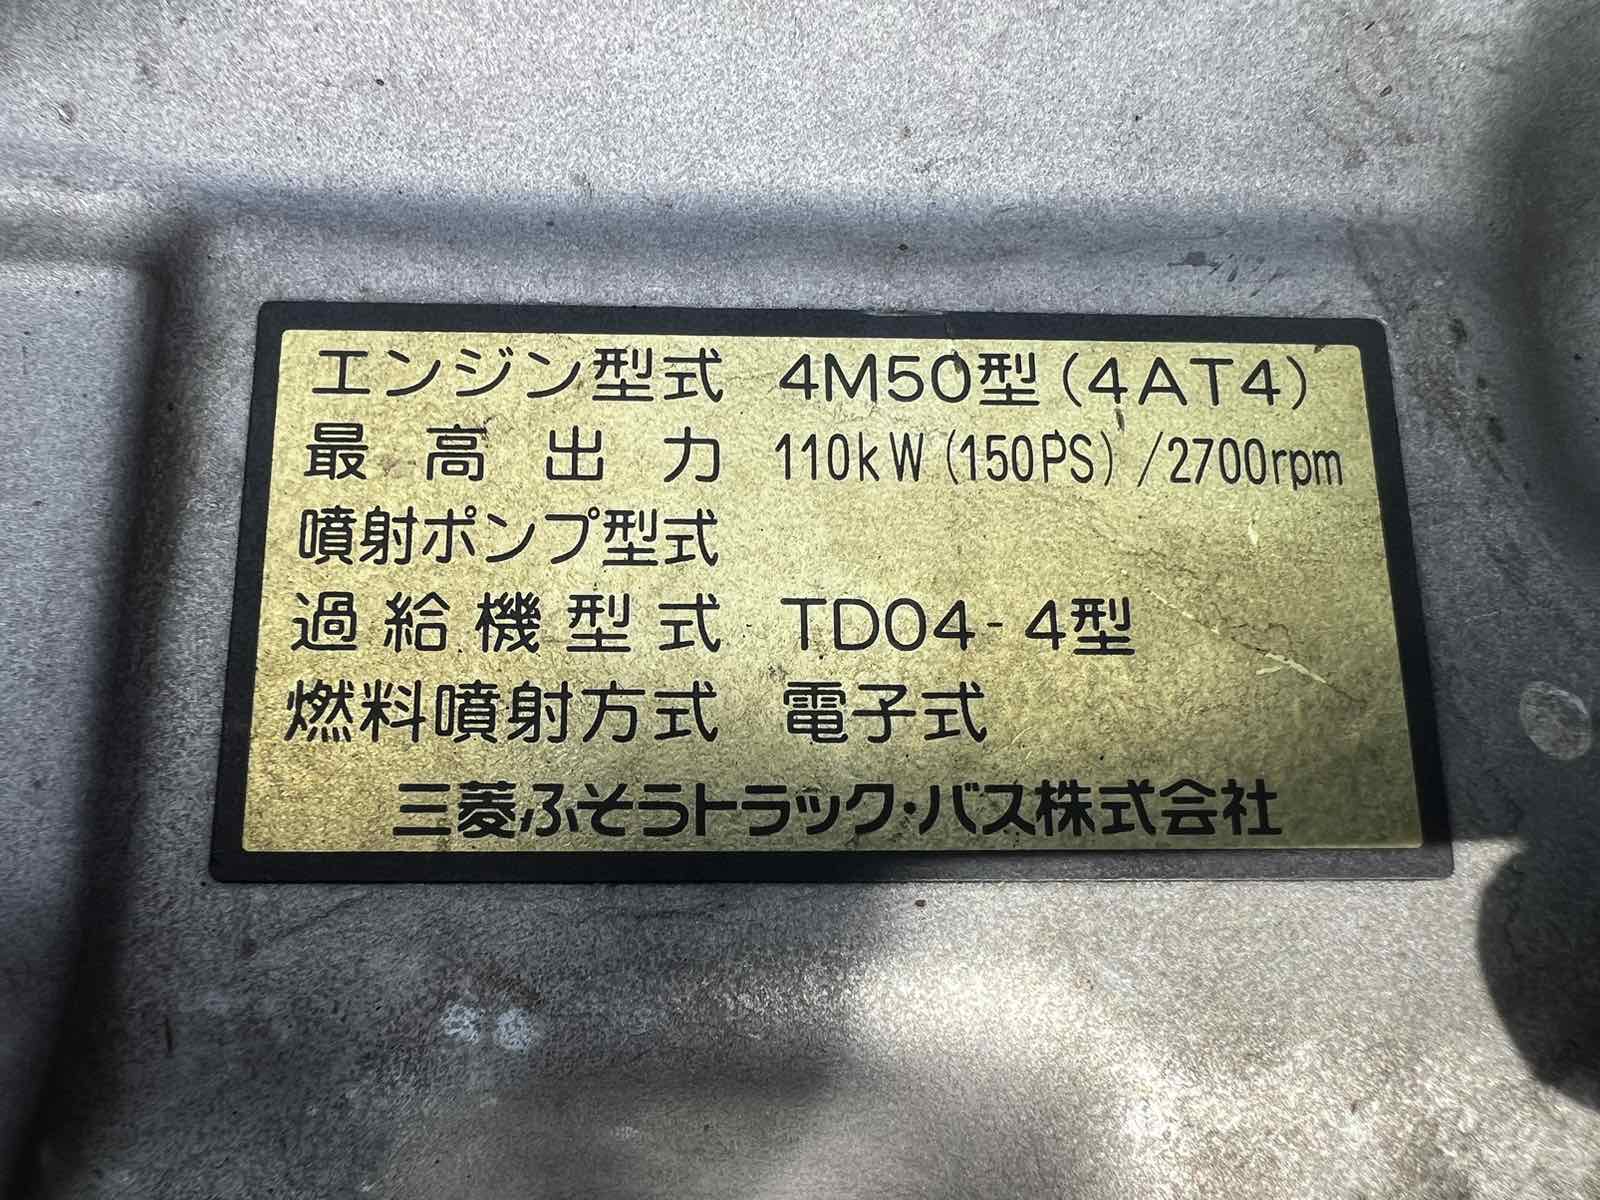 エンジン型式 4M50型(4AT4)
最高出力 110kW(150PS)/2700rpm
噴射ポンプ型式
過給機型式 TD04-4型
燃料噴射方式 電子式
三菱ふそうトラック・バス株式会社